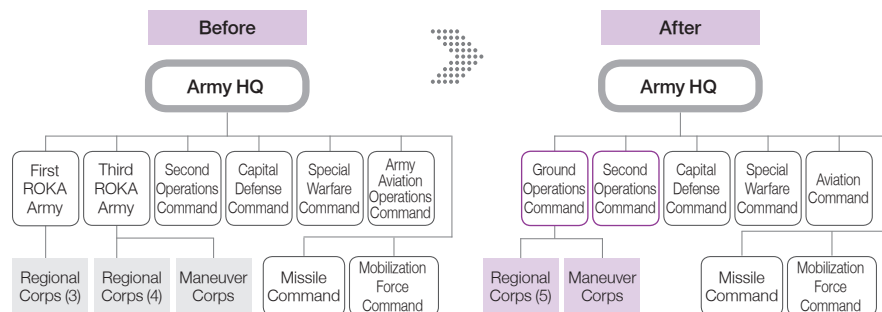 Before
After
Army HQ
Army HQ
First
ROKA
Army
Third
ROKA
Army
Second
Operations
Command
Capital
Defense
Command
Special
Warfare
Command
Army
Aviation
Operations
Command
Ground
Operations
Command
Second
Operations
Command
Capital
Defense
Command
Special
Warfare
Command
Aviation
Command
Regional
Corps (3)
Regional
Corps (4)
Maneuver
Corps
Missile
Command
Mobilization
Force
Command
Regional
Corps (5)
Maneuver
Corps
Missile
Command
Mobilization
Force
Command